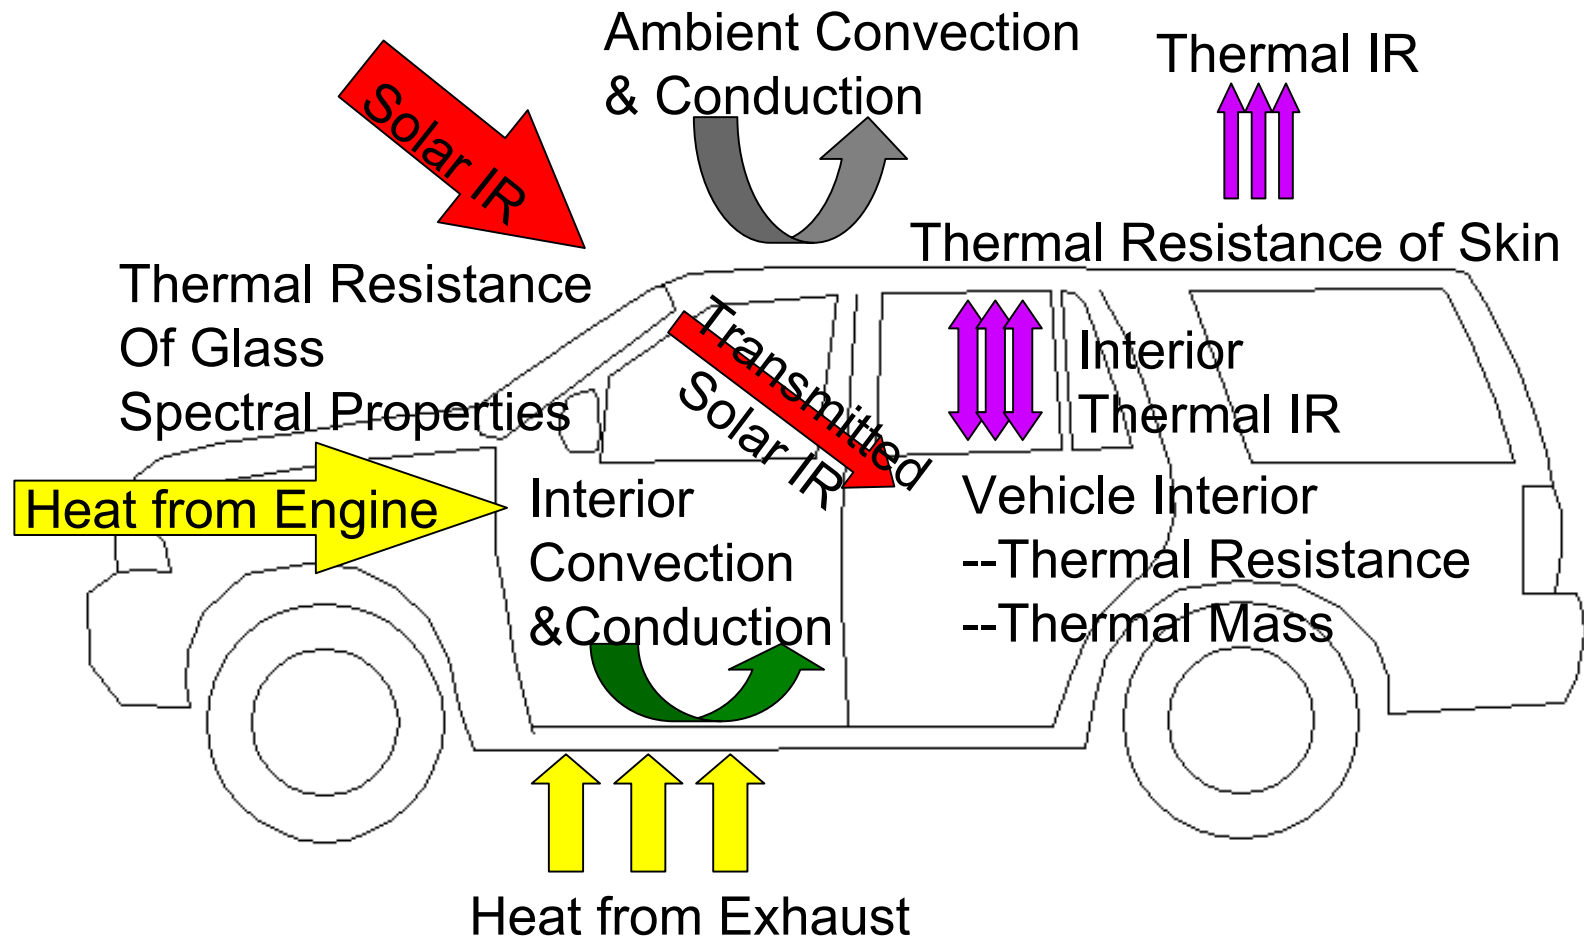 Ambient Convection
& Conduction
Thermal IR
Solar IR
Thermal Resistance of Skin
Thermal Resistance
Of Glass
Spectral Properties
Transmitted
Solar IR
Interior
Thermal IR
Heat from Engine
Interior
Convection
&Conduction
Vehicle Interior
--Thermal Resistance
--Thermal Mass
Heat from Exhaust